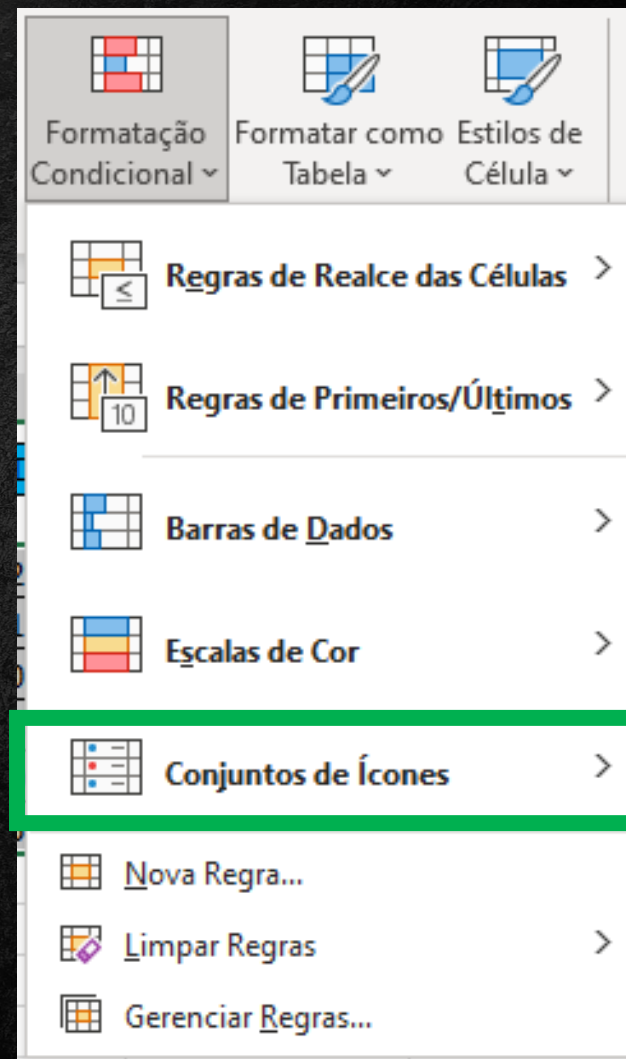 Formatação Condicional
Formatar como Tabela
Estilos de Célula
≤
Regras de Realce das Células
10
Regras de Primeiros/Últimos
Barras de Dados
Escalas de Cor
Conjuntos de Ícones
Nova Regra...
Limpar Regras
Gerenciar Regras...